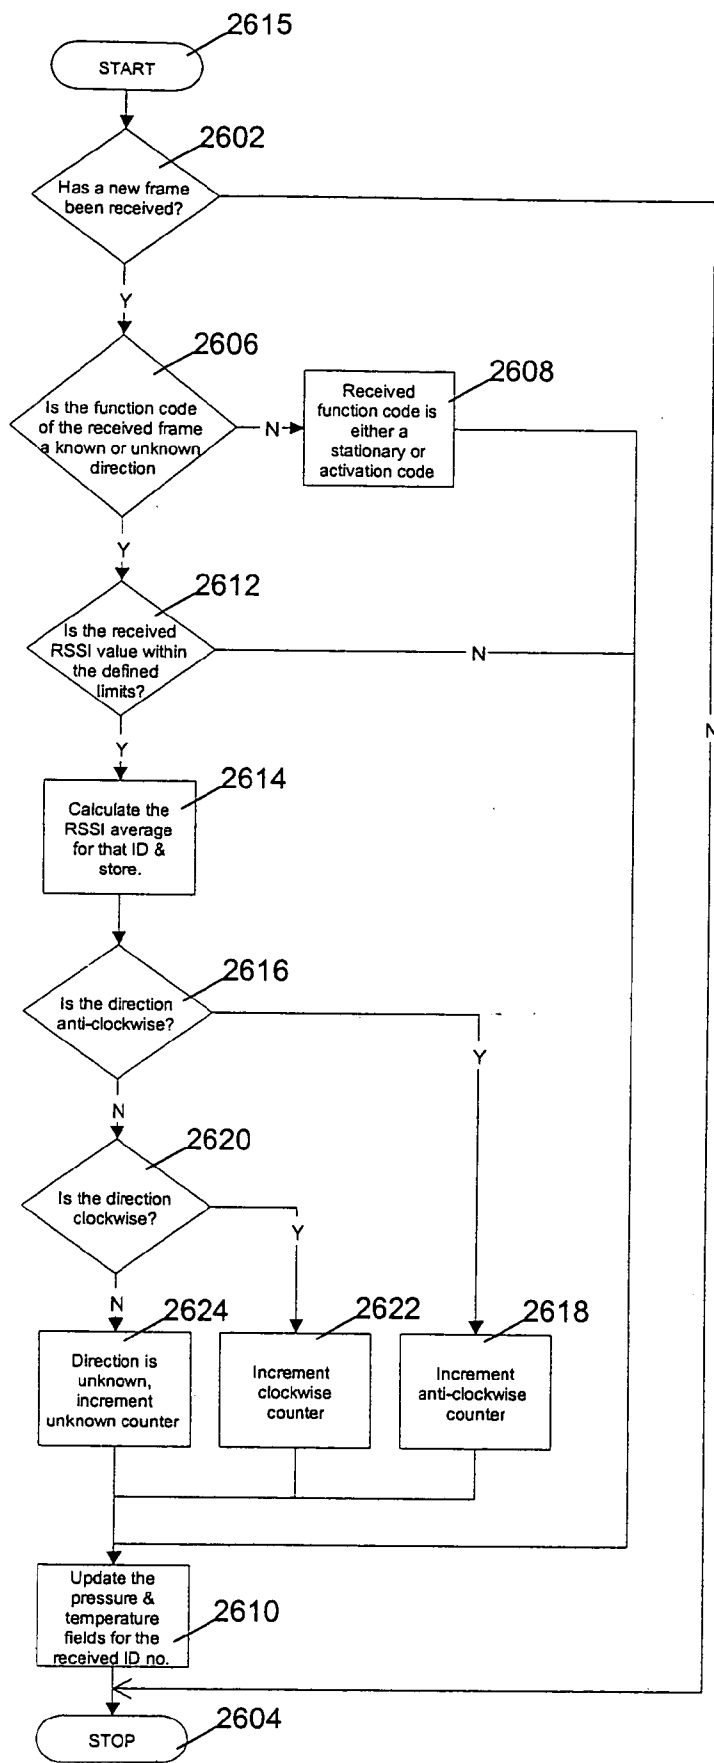 2615
START
2602
Has a new frame
been received?
Y
2606
Is the function code
of the received frame
a known or unknown
direction
N
2608
Received
function code is
either a
stationary or
activation code
Y
2612
Is the received
RSSI value within
the defined
limits?
N
N
Y
2614
Calculate the
RSSI average
for that ID &
store.
2616
Is the direction
anti-clockwise?
Y
N
2620
Is the direction
clockwise?
Y
N
2624
Direction is
unknown,
increment
unknown counter
2622
Increment
clockwise
counter
2618
Increment
anti-clockwise
counter
Update the
pressure &
temperature
fields for the
received ID no.
2610
STOP
2604